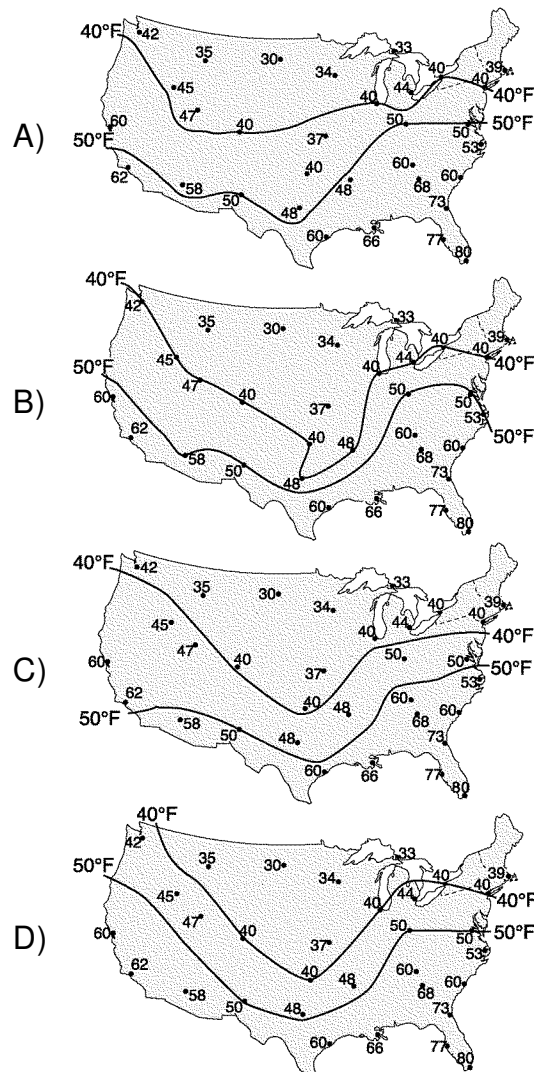 40°F 42 33
35 30
34 40 39
45 44 40 40°F
47 40 40
60 50 50 50°F
50°F 37
A) 53
62 40
58 48 68 60
50 48 73
60 66 77
80
40°F
42 33
35 30
34 40 39
50°F 45 44 40 40°F
47 40 40
60 37 50 50
B) 53
62 40 60 50°F
58 48 68 60
50 48 73
60 66 77
80
40°F 42 33
35 30
34 40 39
45 44 40 40°F
47 40
60 40 37 50 50 50°F
C) 53
62 40 60
50°F 58 48 68 60
50 48 73
60 66 77
80
40°F
42 33
50°F 35 30
34 40 39
45 44 40 40°F
47 40
60 40 37 50 50 50°F
D) 53
62 40 60
58 48 68 60
50 48 73
60 66 77
80